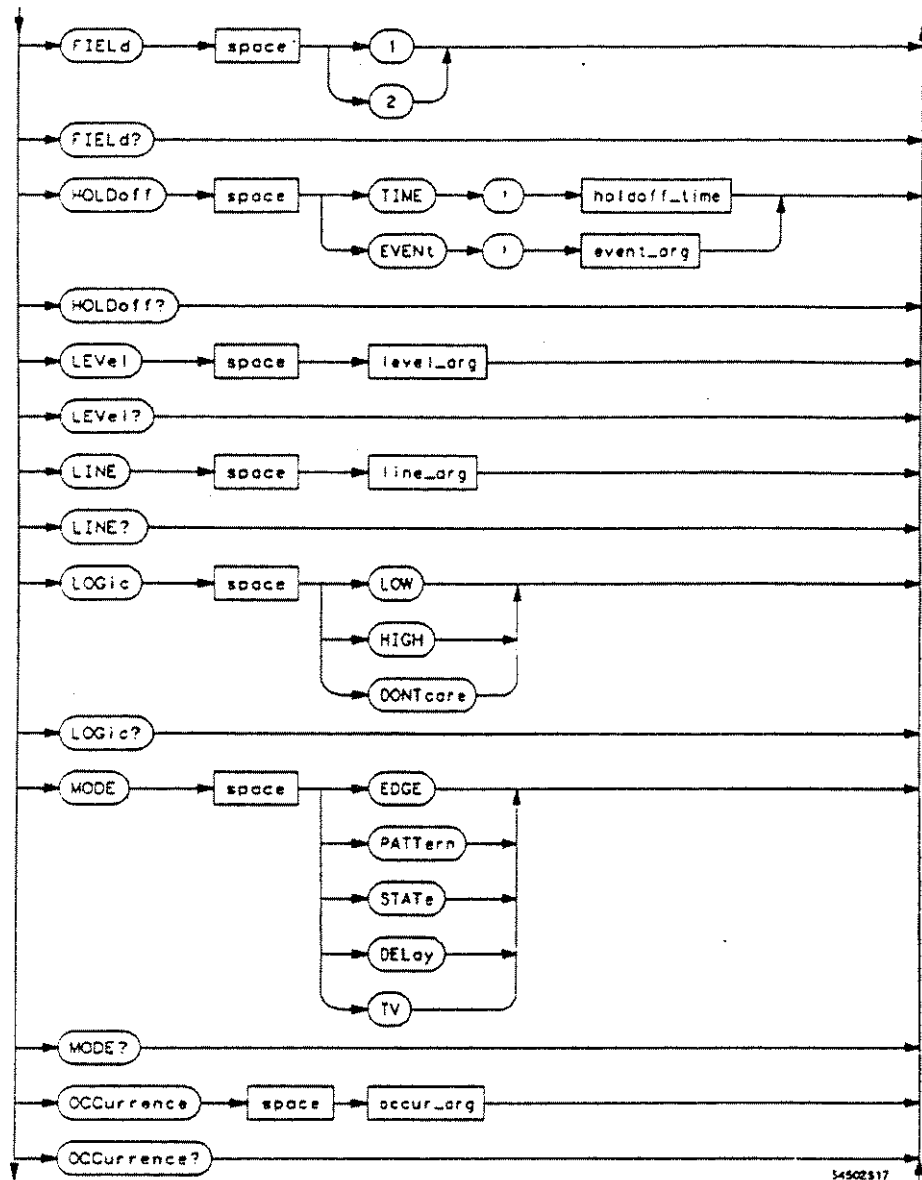 FIELd space 1
2
FIELd?
HOLDoff space TIME , holdoff_time
EVENt , event_arg
HOLDoff?
LEVel space level_arg
LEVel?
LINE space line_arg
LINE?
LOGic space LOW
HIGH
DONTcare
LOGic?
MODE space EDGE
PATTern
STATe
DELay
TV
MODE?
OCCurrence space occur_arg
OCCurrence?
54502S17